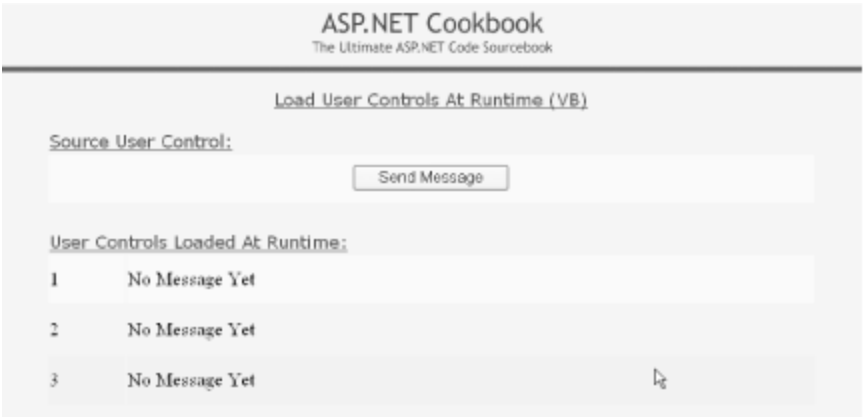 ASP.NET Cookbook
The Ultimate ASP.NET Code Sourcebook
Load User Controls At Runtime (VB)
Source User Control:
Send Message
User Controls Loaded At Runtime:
1 No Message Yet
2 No Message Yet
3 No Message Yet